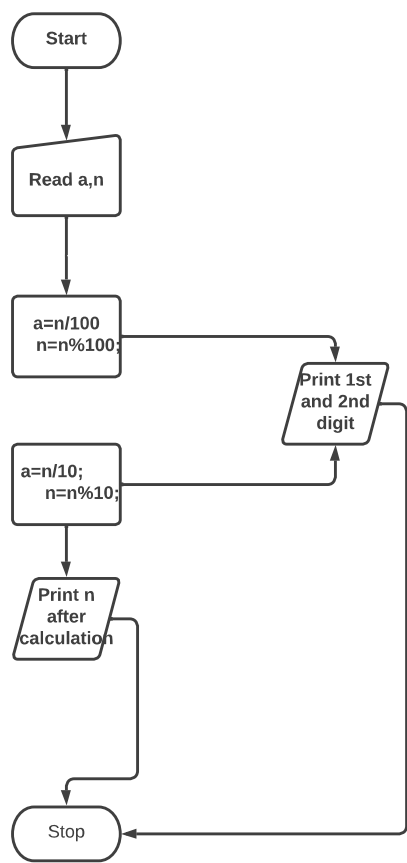 Start
Read a,n
a=n/100
n=n%100;
Print 1st
and 2nd
digit
a=n/10;
n=n%10;
Print n
after
calculation
Stop